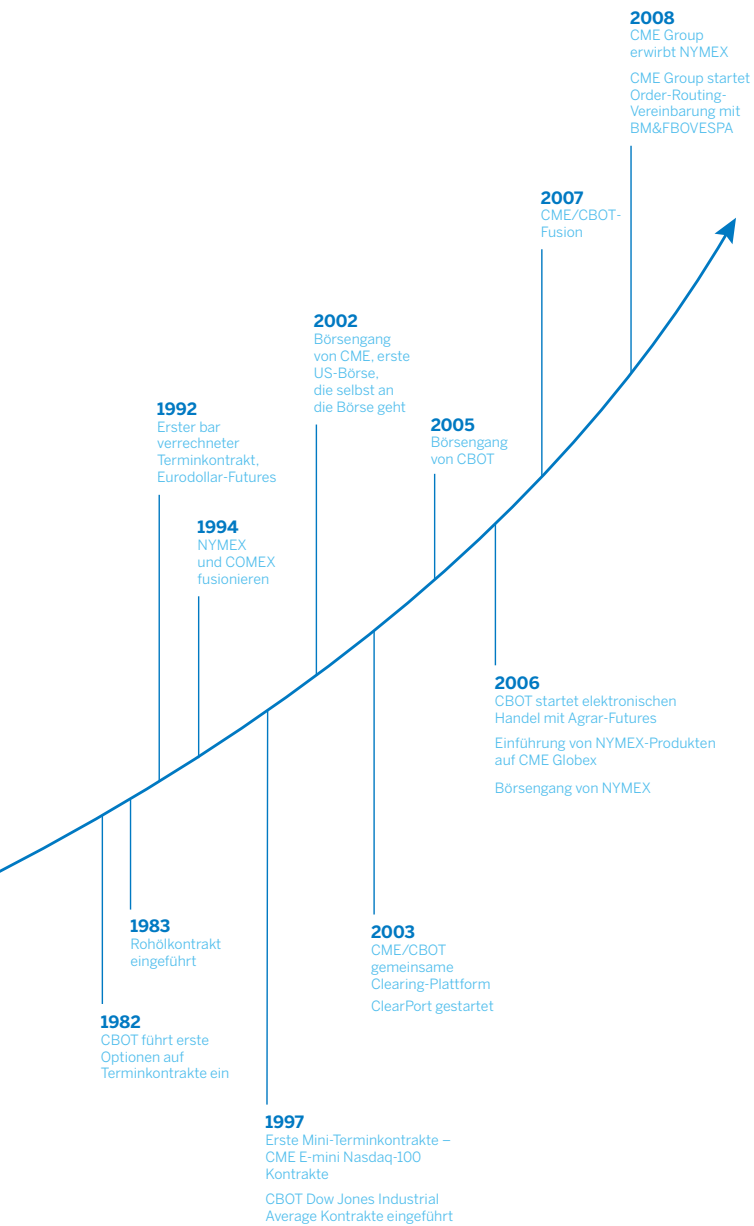 2008
CME Group
erwirbt NYMEX
CME Group startet
Order-Routing-
Vereinbarung mit
BM&FBOVESPA
2007
CME/CBOT-
Fusion
2002
Börsengang
von CME, erste
US-Börse,
die selbst an
die Börse geht
1992
Erster bar
verrechneter
Terminkontrakt,
Eurodollar-Futures
2005
Börsengang
von CBOT
1994
NYMEX
und COMEX
fusionieren
2006
CBOT startet elektronischen
Handel mit Agrar-Futures
Einführung von NYMEX-Produkten
auf CME Globex
Börsengang von NYMEX
1983
Rohölkontrakt
eingeführt
2003
CME/CBOT
gemeinsame
Clearing-Plattform
ClearPort gestartet
1982
CBOT führt erste
Optionen auf
Terminkontrakte ein
1997
Erste Mini-Terminkontrakte –
CME E-mini Nasdaq-100
Kontrakte
CBOT Dow Jones Industrial
Average Kontrakte eingeführt